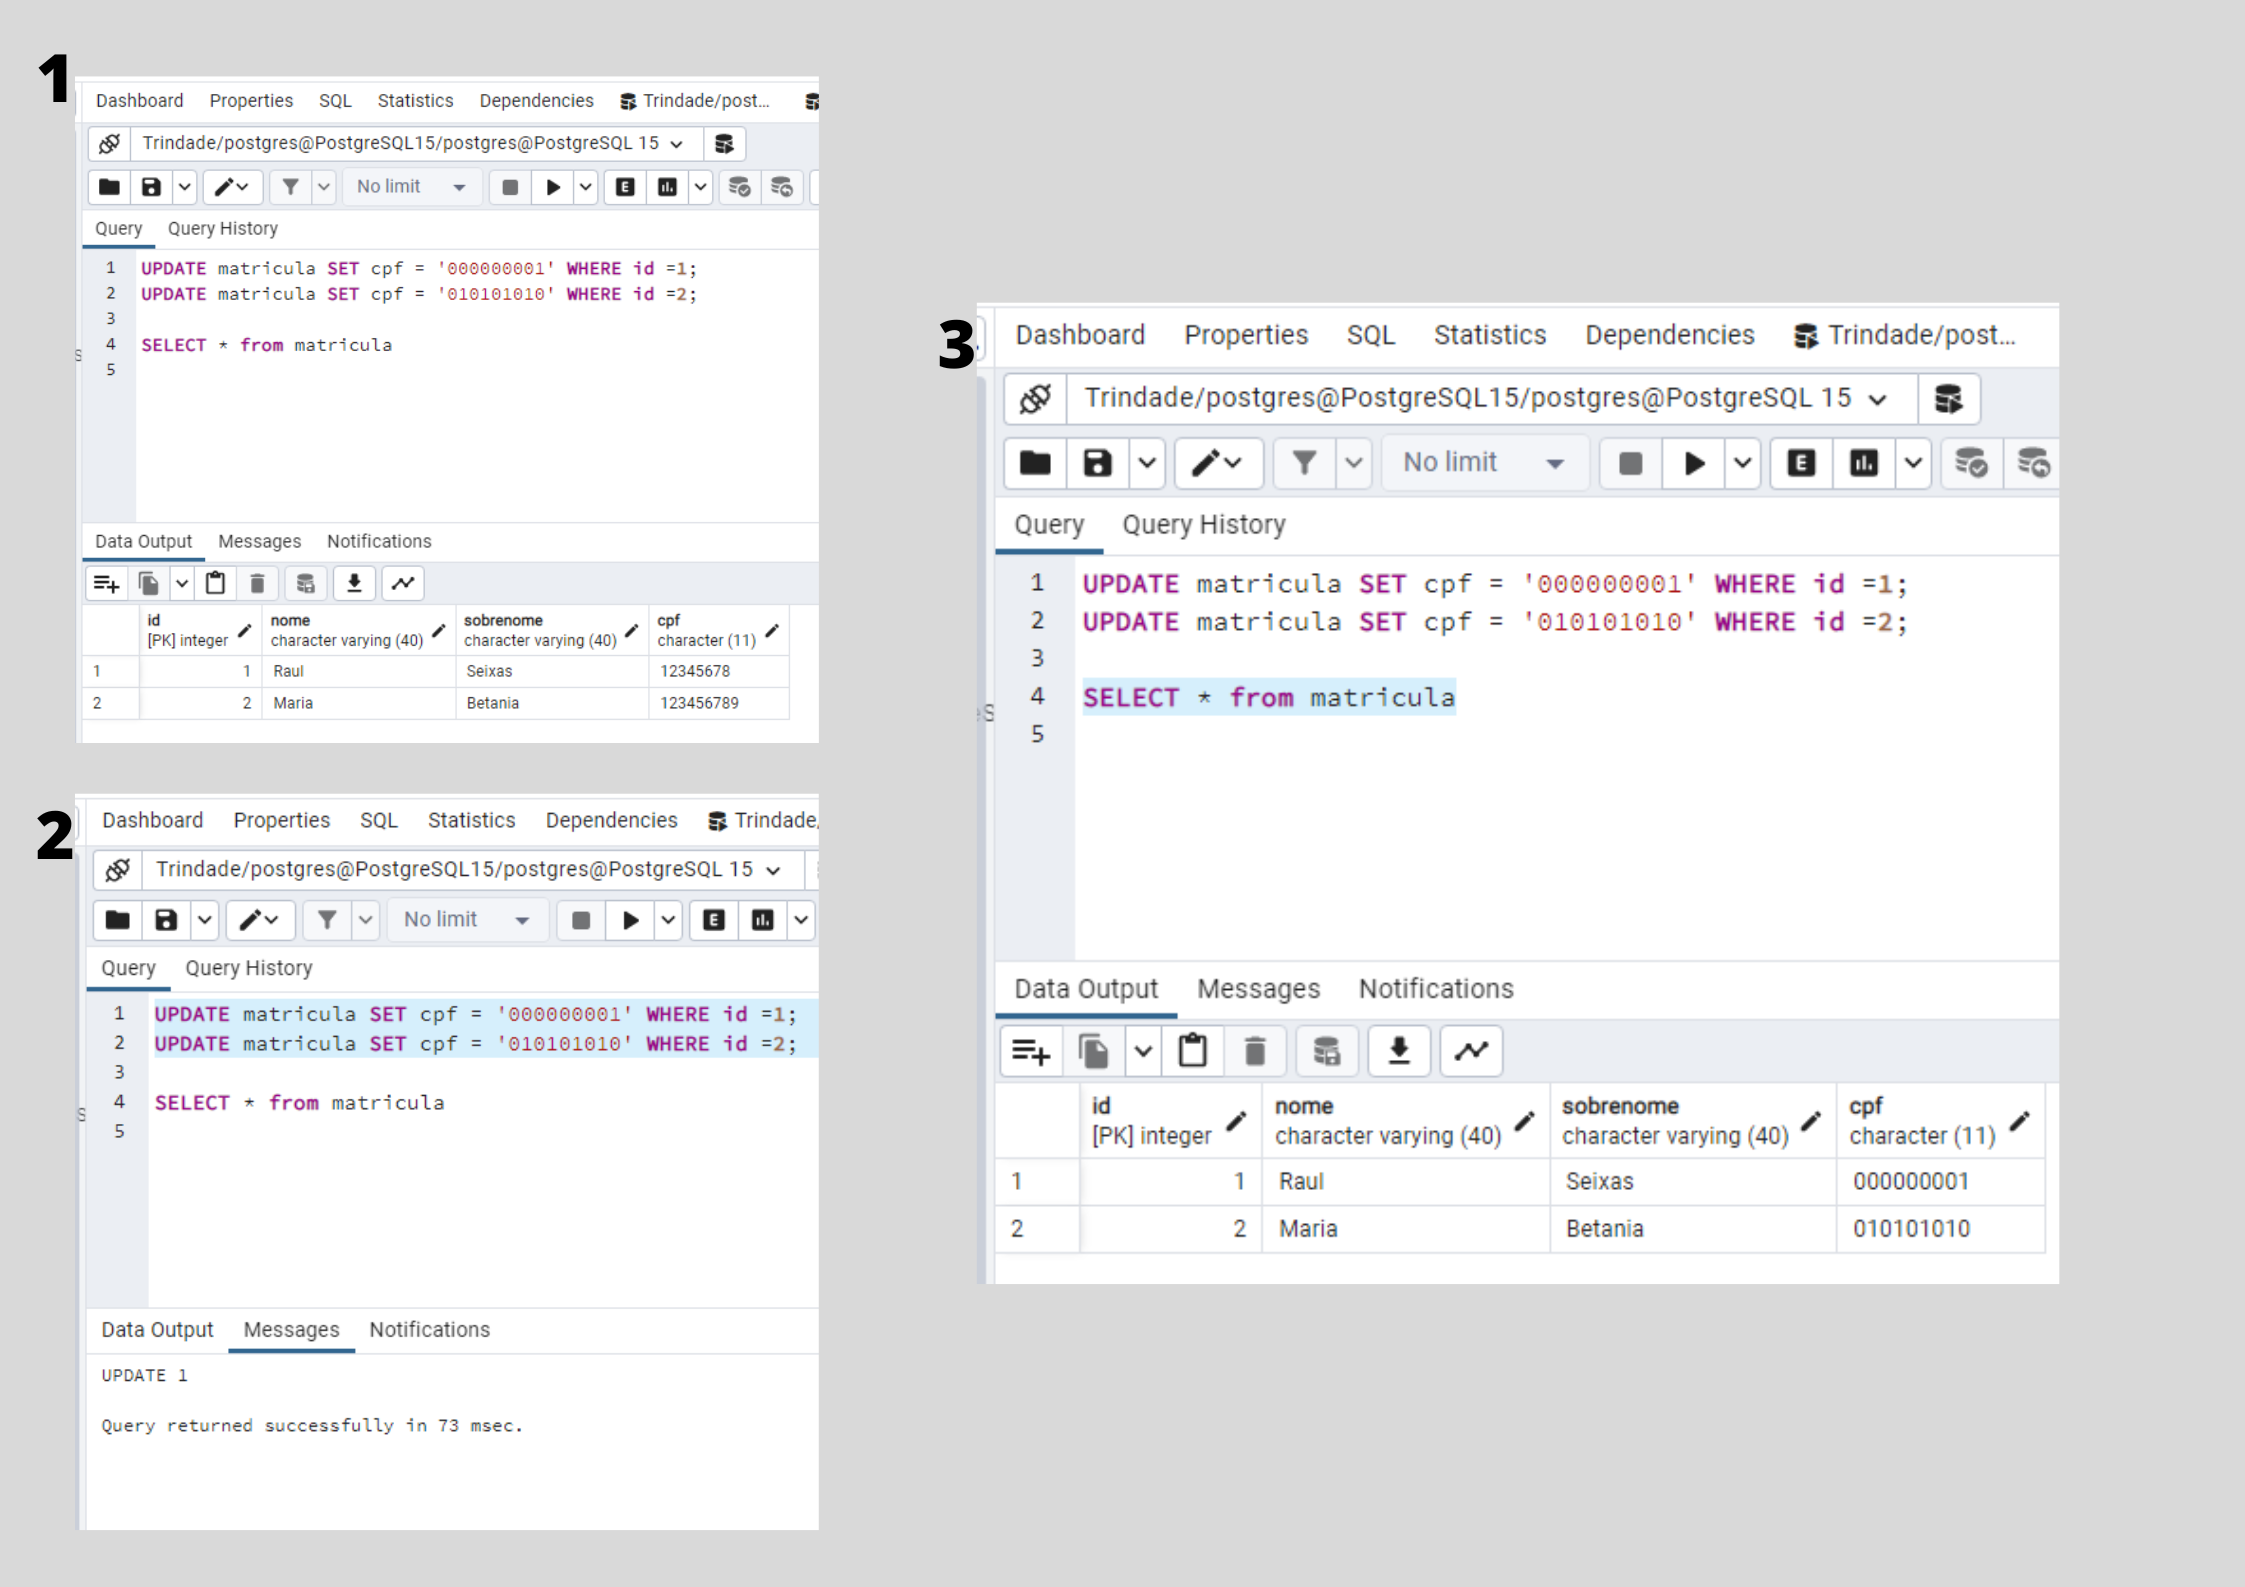 1
Dashboard Properties SQL Statistics Dependencies Trindade/post...
Trindade/postgres@PostgreSQL15/postgres@PostgreSQL 15
No limit E
Query Query History
1 UPDATE matricula SET cpf = '000000001' WHERE id =1;
2 UPDATE matricula SET cpf = '010101010' WHERE id =2;
3
4 SELECT * from matricula
5
Data Output Messages Notifications
id nome sobrenome cpf
[PK] integer character varying (40) character varying (40) character (11)
1 1 Raul Seixas 12345678
2 2 Maria Betania 123456789
2
Dashboard Properties SQL Statistics Dependencies Trindade/
Trindade/postgres@PostgreSQL15/postgres@PostgreSQL 15
No limit E
Query Query History
1 UPDATE matricula SET cpf = '000000001' WHERE id =1;
2 UPDATE matricula SET cpf = '010101010' WHERE id =2;
3
4 SELECT * from matricula
5
Data Output Messages Notifications
UPDATE 1
Query returned successfully in 73 msec.
3
Dashboard Properties SQL Statistics Dependencies Trindade/post...
Trindade/postgres@PostgreSQL15/postgres@PostgreSQL 15
No limit E
Query Query History
1 UPDATE matricula SET cpf = '000000001' WHERE id =1;
2 UPDATE matricula SET cpf = '010101010' WHERE id =2;
3
4 SELECT * from matricula
5
Data Output Messages Notifications
id nome sobrenome cpf
[PK] integer character varying (40) character varying (40) character (11)
1 1 Raul Seixas 000000001
2 2 Maria Betania 010101010